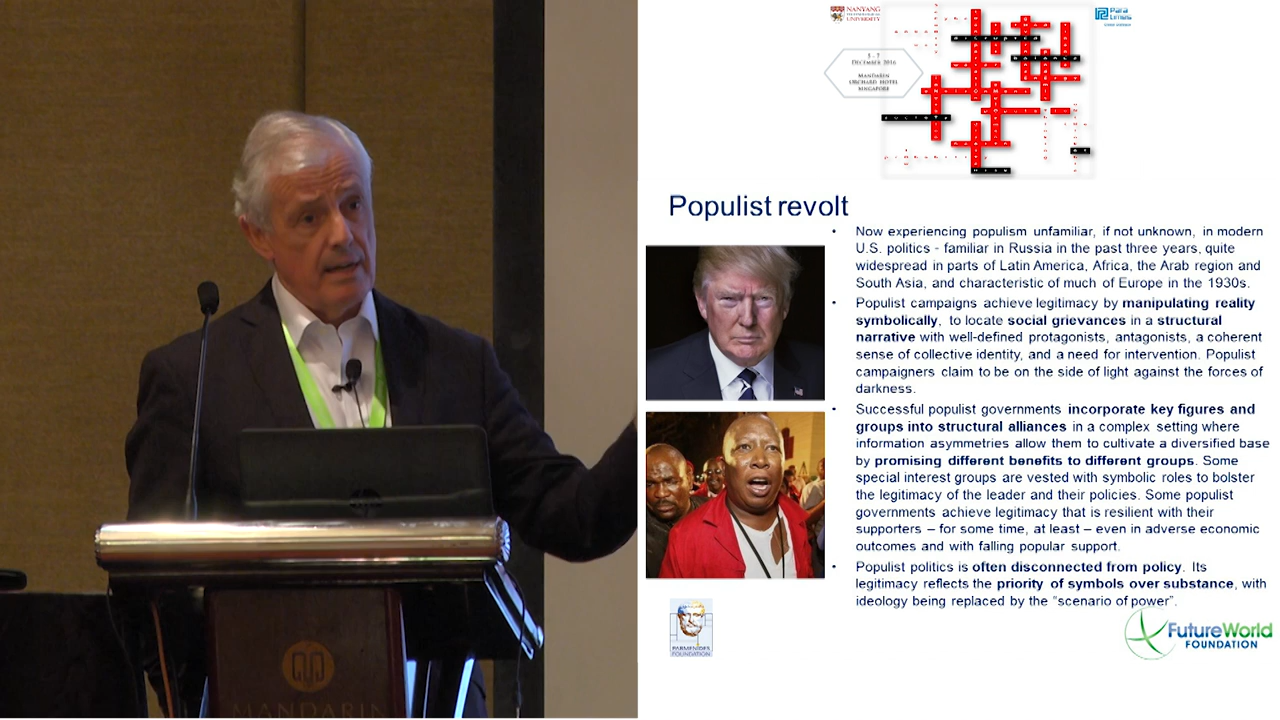 NANYANG
TECHNOLOGICAL
UNIVERSITY
Para
Limes
5 - 7
DECEMBER 2016
MANDARIN
ORCHARD HOTEL
SINGAPORE
Populist revolt
• Now experiencing populism unfamiliar, if not unknown, in modern
U.S. politics - familiar in Russia in the past three years, quite
widespread in parts of Latin America, Africa, the Arab region and
South Asia, and characteristic of much of Europe in the 1930s.
• Populist campaigns achieve legitimacy by manipulating reality
symbolically, to locate social grievances in a structural
narrative with well-defined protagonists, antagonists, a coherent
sense of collective identity, and a need for intervention. Populist
campaigners claim to be on the side of light against the forces of
darkness.
• Successful populist governments incorporate key figures and
groups into structural alliances in a complex setting where
information asymmetries allow them to cultivate a diversified base
by promising different benefits to different groups. Some
special interest groups are vested with symbolic roles to bolster
the legitimacy of the leader and their policies. Some populist
governments achieve legitimacy that is resilient with their
supporters – for some time, at least – even in adverse economic
outcomes and with falling popular support.
• Populist politics is often disconnected from policy. Its
legitimacy reflects the priority of symbols over substance, with
ideology being replaced by the “scenario of power”.
PARMENIDES
FOUNDATION
FutureWorld
FOUNDATION
MANDARIN